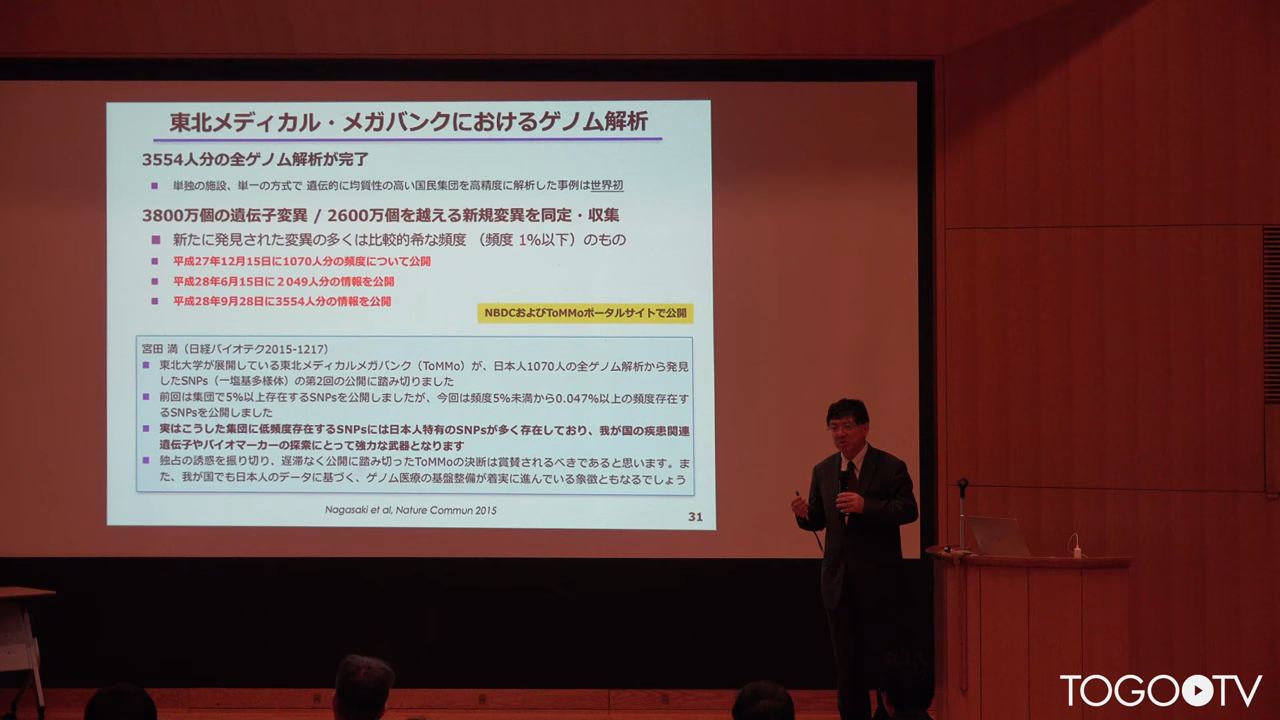 東北メディカル・メガバンクにおけるゲノム解析
3554人分の全ゲノム解析が完了
■ 単独の施設、単一の方式で 遺伝的に均質性の高い国民集団を高精度に解析した事例は世界初
3800万個の遺伝子変異 / 2600万個を越える新規変異を同定・収集
■ 新たに発見された変異の多くは比較的希な頻度 （頻度 1%以下）のもの
■ 平成27年12月15日に1070人分の頻度について公開
■ 平成28年6月15日に２049人分の情報を公開
■ 平成28年9月28日に3554人分の情報を公開
NBDCおよびToMMoポータルサイトで公開
宮田 満（日経バイオテク2015-1217）
■ 東北大学が展開している東北メディカルメガバンク（ToMMo）が、日本人1070人の全ゲノム解析から発見
したSNPs（一塩基多様体）の第2回の公開に踏み切りました
■ 前回は集団で5%以上存在するSNPsを公開しましたが、今回は頻度5%未満から0.047%以上の頻度存在す
るSNPsを公開しました
■ 実はこうした集団に低頻度存在するSNPsには日本人特有のSNPsが多く存在しており、我が国の疾患関連
遺伝子やバイオマーカーの探索にとって強力な武器となります
■ 独占の誘惑を振り切り、遅滞なく公開に踏み切ったToMMoの決断は賞賛されるべきであると思います。ま
た、我が国でも日本人のデータに基づく、ゲノム医療の基盤整備が着実に進んでいる象徴ともなるでしょう
Nagasaki et al, Nature Commun 2015
31
TOGOTV